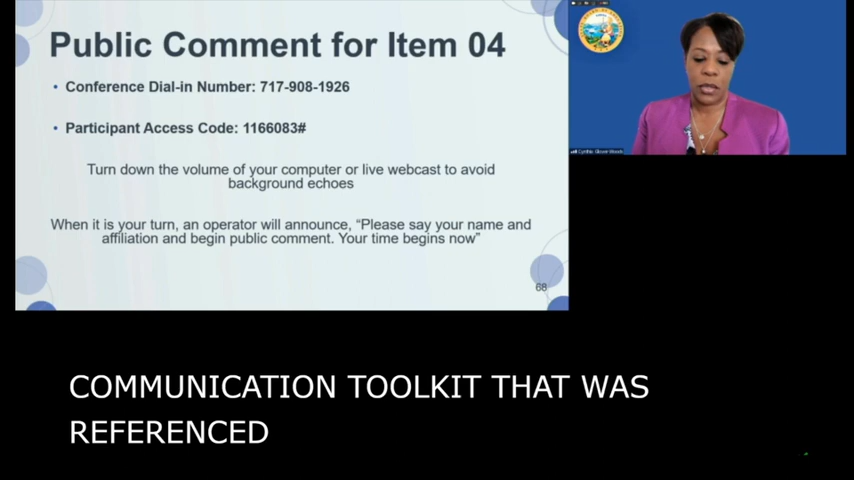 Public Comment for Item 04
• Conference Dial-in Number: 717-908-1926
• Participant Access Code: 1166083#
Turn down the volume of your computer or live webcast to avoid
background echoes
When it is your turn, an operator will announce, “Please say your name and
affiliation and begin public comment. Your time begins now”
68
Cynthia Glover-Woods
COMMUNICATION TOOLKIT THAT WAS
REFERENCED